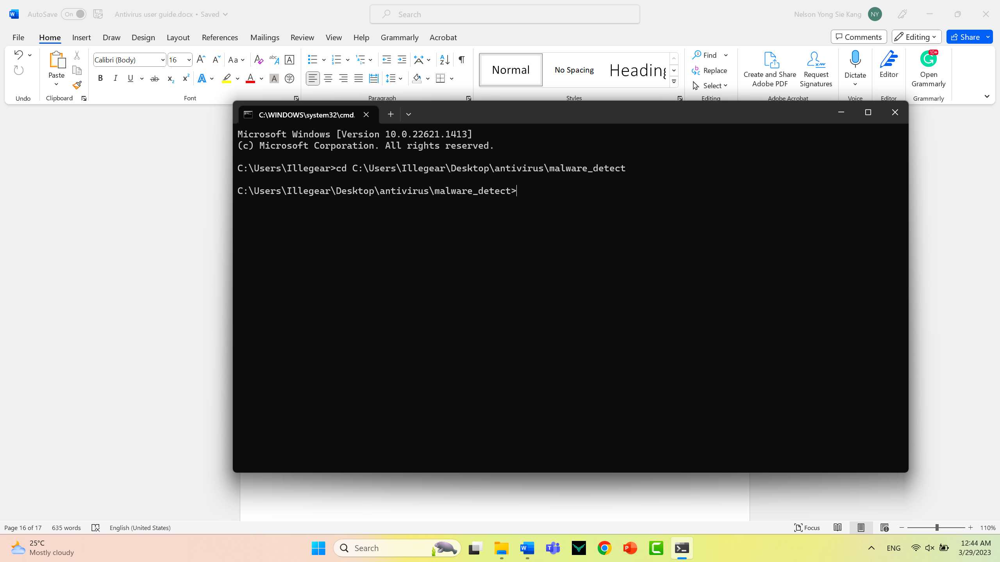 AutoSave On Antivirus user guide.docx • Saved Search Nelson Yong Sie Kang NY
File Home Insert Draw Design Layout References Mailings Review View Help Grammarly Acrobat Comments Editing Share
Paste
Undo
Clipboard
Calibri (Body) 16 Aa
Font
Paragraph
Normal No Spacing Heading
Styles
Find
Replace
Select
Editing
Create and Share
Adobe PDF
Request
Signatures
Adobe Acrobat
Dictate
Voice
Editor
Editor
10+
Open
Grammarly
Grammarly
C:\WINDOWS\system32\cmd.
Microsoft Windows [Version 10.0.22621.1413]
(c) Microsoft Corporation. All rights reserved.
C:\Users\Illegear>cd C:\Users\Illegear\Desktop\antivirus\malware_detect
C:\Users\Illegear\Desktop\antivirus\malware_detect>
Page 16 of 17 635 words English (United States) Focus 110%
25°C
Mostly cloudy
Search
ENG
12:44 AM
3/29/2023